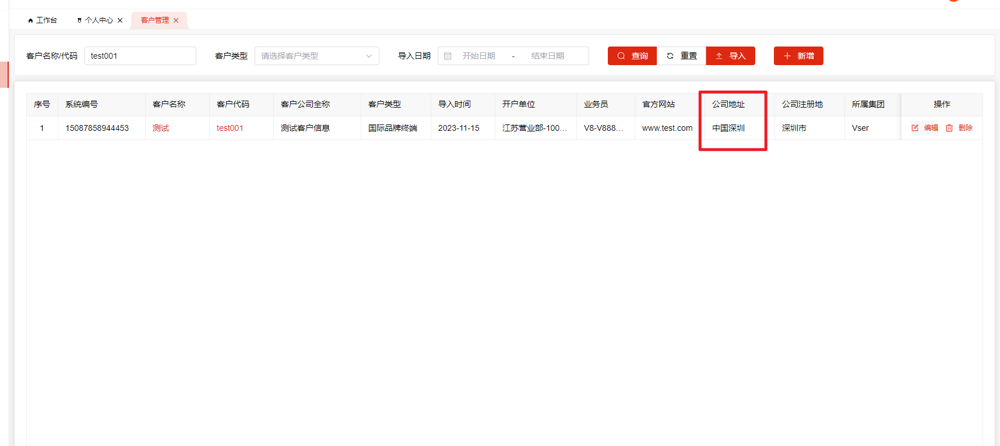 工作台 个人中心 客户管理
客户名称/代码 test001 客户类型 请选择客户类型 导入日期 开始日期 - 结束日期 查询 重置 导入 新增
序号 系统编号 客户名称 客户代码 客户公司全称 客户类型 导入时间 开户单位 业务员 官方网站 公司地址 公司注册地 所属集团 操作
1 15087858944453 测试 test001 测试客户信息 国际品牌终端 2023-11-15 江苏营业部-100... V8-V888... www.test.com 中国深圳 深圳市 Vser 编辑 删除